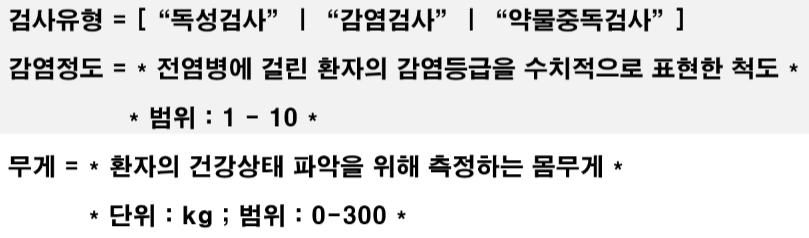 검사유형 = [ “독성검사” | “감염검사” | “약물중독검사” ]
감염정도 = * 전염병에 걸린 환자의 감염등급을 수치적으로 표현한 척도 *
* 범위 : 1 - 10 *
무게 = * 환자의 건강상태 파악을 위해 측정하는 몸무게 *
* 단위 : kg ; 범위 : 0-300 *